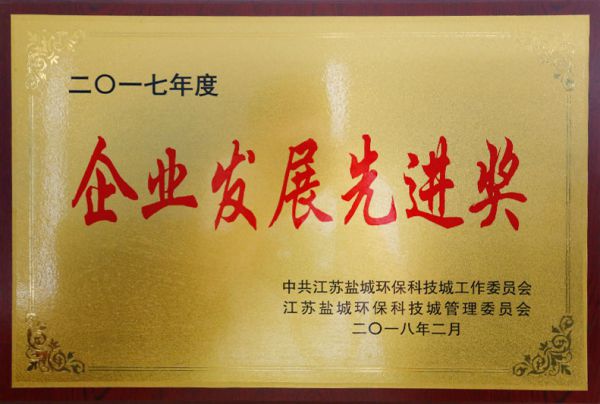 二〇一七年度
企业发展先进奖
中共江苏盐城环保科技城工作委员会
江苏盐城环保科技城管理委员会
二〇一八年二月